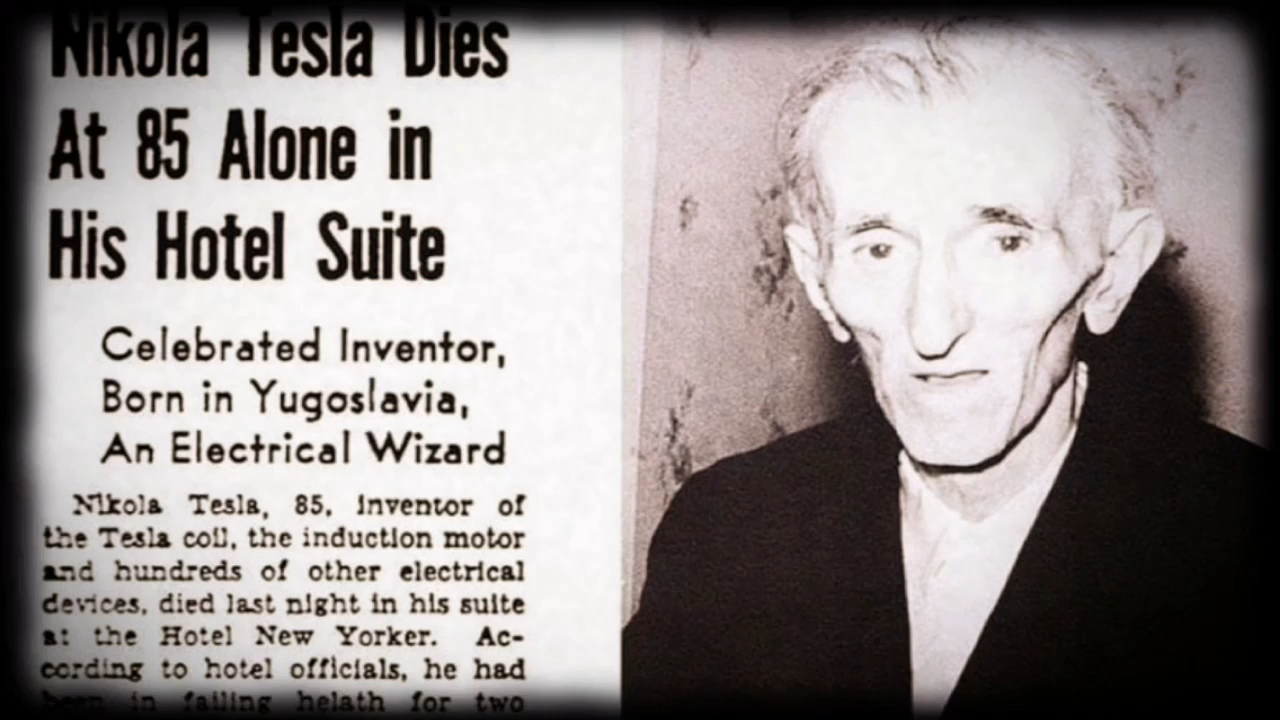 Nikola Tesla Dies
At 85 Alone in
His Hotel Suite
Celebrated Inventor,
Born in Yugoslavia,
An Electrical Wizard
Nikola Tesla, 85, inventor of
the Tesla coil, the induction motor
and hundreds of other electrical
devices, died last night in his suite
at the Hotel New Yorker. Ac-
cording to hotel officials, he had
been in failing helath for two